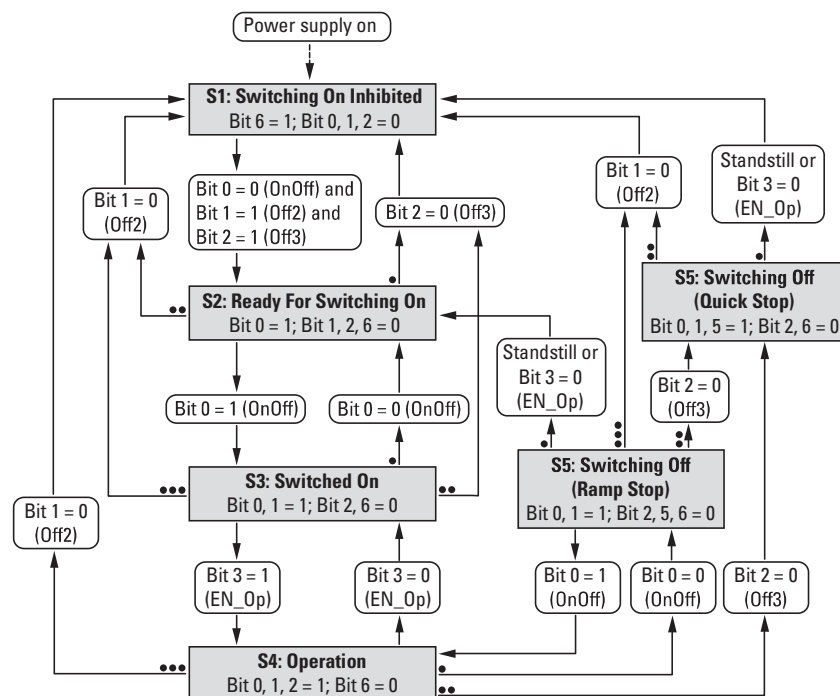 Power supply on
S1: Switching On Inhibited
Bit 6 = 1; Bit 0, 1, 2 = 0
Bit 1 = 0
(Off2)
Bit 0 = 0 (OnOff) and
Bit 1 = 1 (Off2) and
Bit 2 = 1 (Off3)
Bit 2 = 0 (Off3)
Bit 1 = 0
(Off2)
Standstill or
Bit 3 = 0
(EN_Op)
S2: Ready For Switching On
Bit 0 = 1; Bit 1, 2, 6 = 0
S5: Switching Off
(Quick Stop)
Bit 0, 1, 5 = 1; Bit 2, 6 = 0
Standstill or
Bit 3 = 0
(EN_Op)
Bit 2 = 0
(Off3)
Bit 0 = 1 (OnOff)
Bit 0 = 0 (OnOff)
S3: Switched On
Bit 0, 1 = 1; Bit 2, 6 = 0
S5: Switching Off
(Ramp Stop)
Bit 0, 1 = 1; Bit 2, 5, 6 = 0
Bit 1 = 0
(Off2)
Bit 3 = 1
(EN_Op)
Bit 3 = 0
(EN_Op)
Bit 0 = 1
(OnOff)
Bit 0 = 0
(OnOff)
Bit 2 = 0
(Off3)
S4: Operation
Bit 0, 1, 2 = 1; Bit 6 = 0